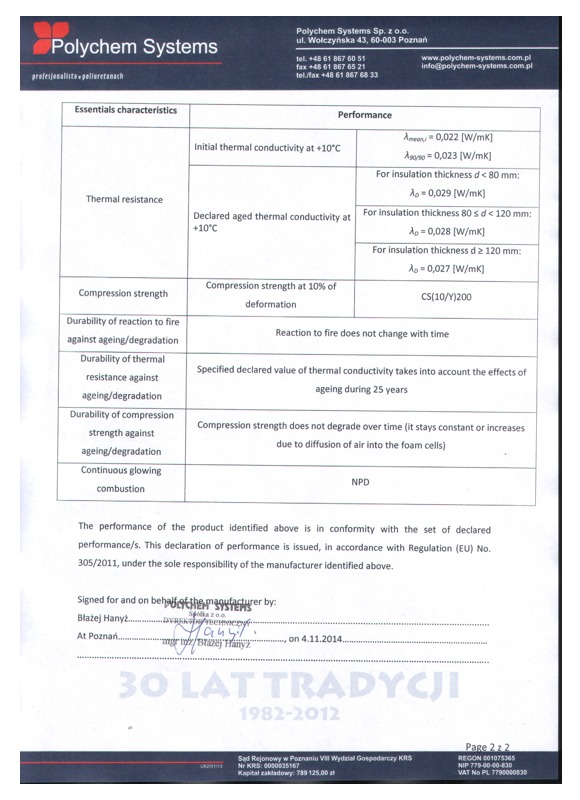 Polychem Systems
profesjonalista w poliuretanach
Polychem Systems Sp. z o.o.
ul. Wołczyńska 43, 60-003 Poznań
tel. +48 61 867 60 51
fax +48 61 867 65 21
tel./fax +48 61 867 68 33
www.polychem-systems.com.pl
info@polychem-systems.com.pl
Essentials characteristics
Performance
Thermal resistance
Initial thermal conductivity at +10°C
λmean,i = 0,022 [W/mK]
λ90/90 = 0,023 [W/mK]
Declared aged thermal conductivity at
+10°C
For insulation thickness d < 80 mm:
λD = 0,029 [W/mK]
For insulation thickness 80 ≤ d < 120 mm:
λD = 0,028 [W/mK]
For insulation thickness d ≥ 120 mm:
λD = 0,027 [W/mK]
Compression strength
Compression strength at 10% of
deformation
CS(10/Y)200
Durability of reaction to fire
against ageing/degradation
Reaction to fire does not change with time
Durability of thermal
resistance against
ageing/degradation
Specified declared value of thermal conductivity takes into account the effects of
ageing during 25 years
Durability of compression
strength against
ageing/degradation
Compression strength does not degrade over time (it stays constant or increases
due to diffusion of air into the foam cells)
Continuous glowing
combustion
NPD
The performance of the product identified above is in conformity with the set of declared
performance/s. This declaration of performance is issued, in accordance with Regulation (EU) No.
305/2011, under the sole responsibility of the manufacturer identified above.
Signed for and on behalf of the manufacturer by:
POLYCHEM SYSTEMS
Spółka z o.o.
Błażej Hanyż
DYREKTOR TECHNICZNY
At Poznań, on 4.11.2014
mgr inż. Błażej Hanyż
30 LAT TRADYCJI
1982-2012
Page 2 z 2
LB2/01/13
Sąd Rejonowy w Poznaniu VIII Wydział Gospodarczy KRS
Nr KRS: 0000035167
Kapitał zakładowy: 789 125,00 zł
REGON 001075365
NIP 779-00-00-830
VAT No PL 7790000830